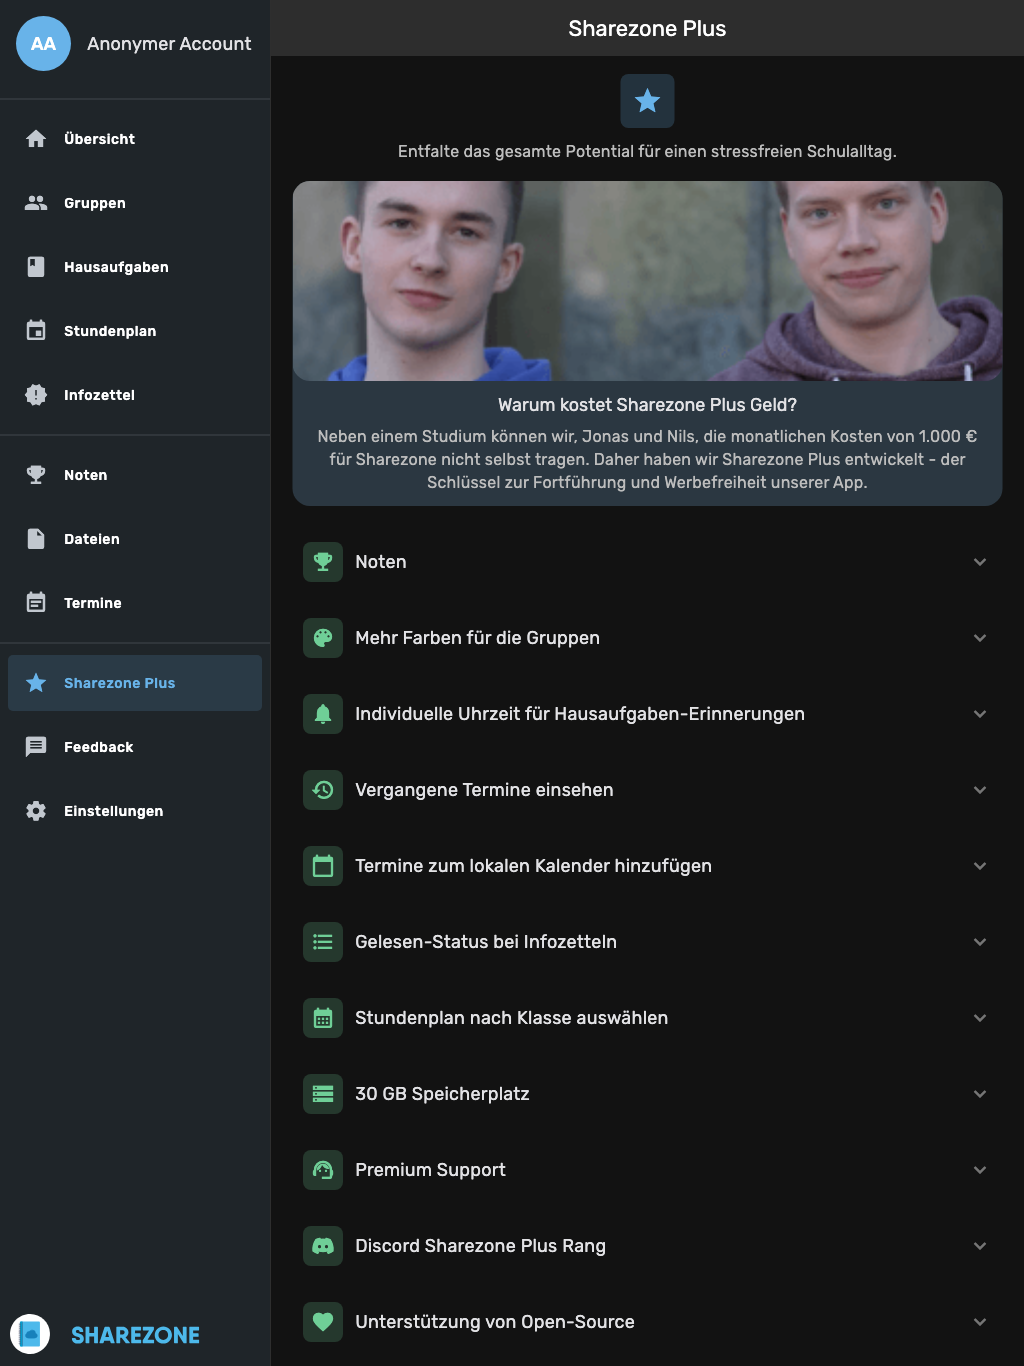 AA
Anonymer Account
Übersicht
Gruppen
Hausaufgaben
Stundenplan
Infozettel
Noten
Dateien
Termine
Sharezone Plus
Feedback
Einstellungen
SHAREZONE
Sharezone Plus
Entfalte das gesamte Potential für einen stressfreien Schulalltag.
Warum kostet Sharezone Plus Geld?
Neben einem Studium können wir, Jonas und Nils, die monatlichen Kosten von 1.000 €
für Sharezone nicht selbst tragen. Daher haben wir Sharezone Plus entwickelt - der
Schlüssel zur Fortführung und Werbefreiheit unserer App.
Noten
Mehr Farben für die Gruppen
Individuelle Uhrzeit für Hausaufgaben-Erinnerungen
Vergangene Termine einsehen
Termine zum lokalen Kalender hinzufügen
Gelesen-Status bei Infozetteln
Stundenplan nach Klasse auswählen
30 GB Speicherplatz
Premium Support
Discord Sharezone Plus Rang
Unterstützung von Open-Source